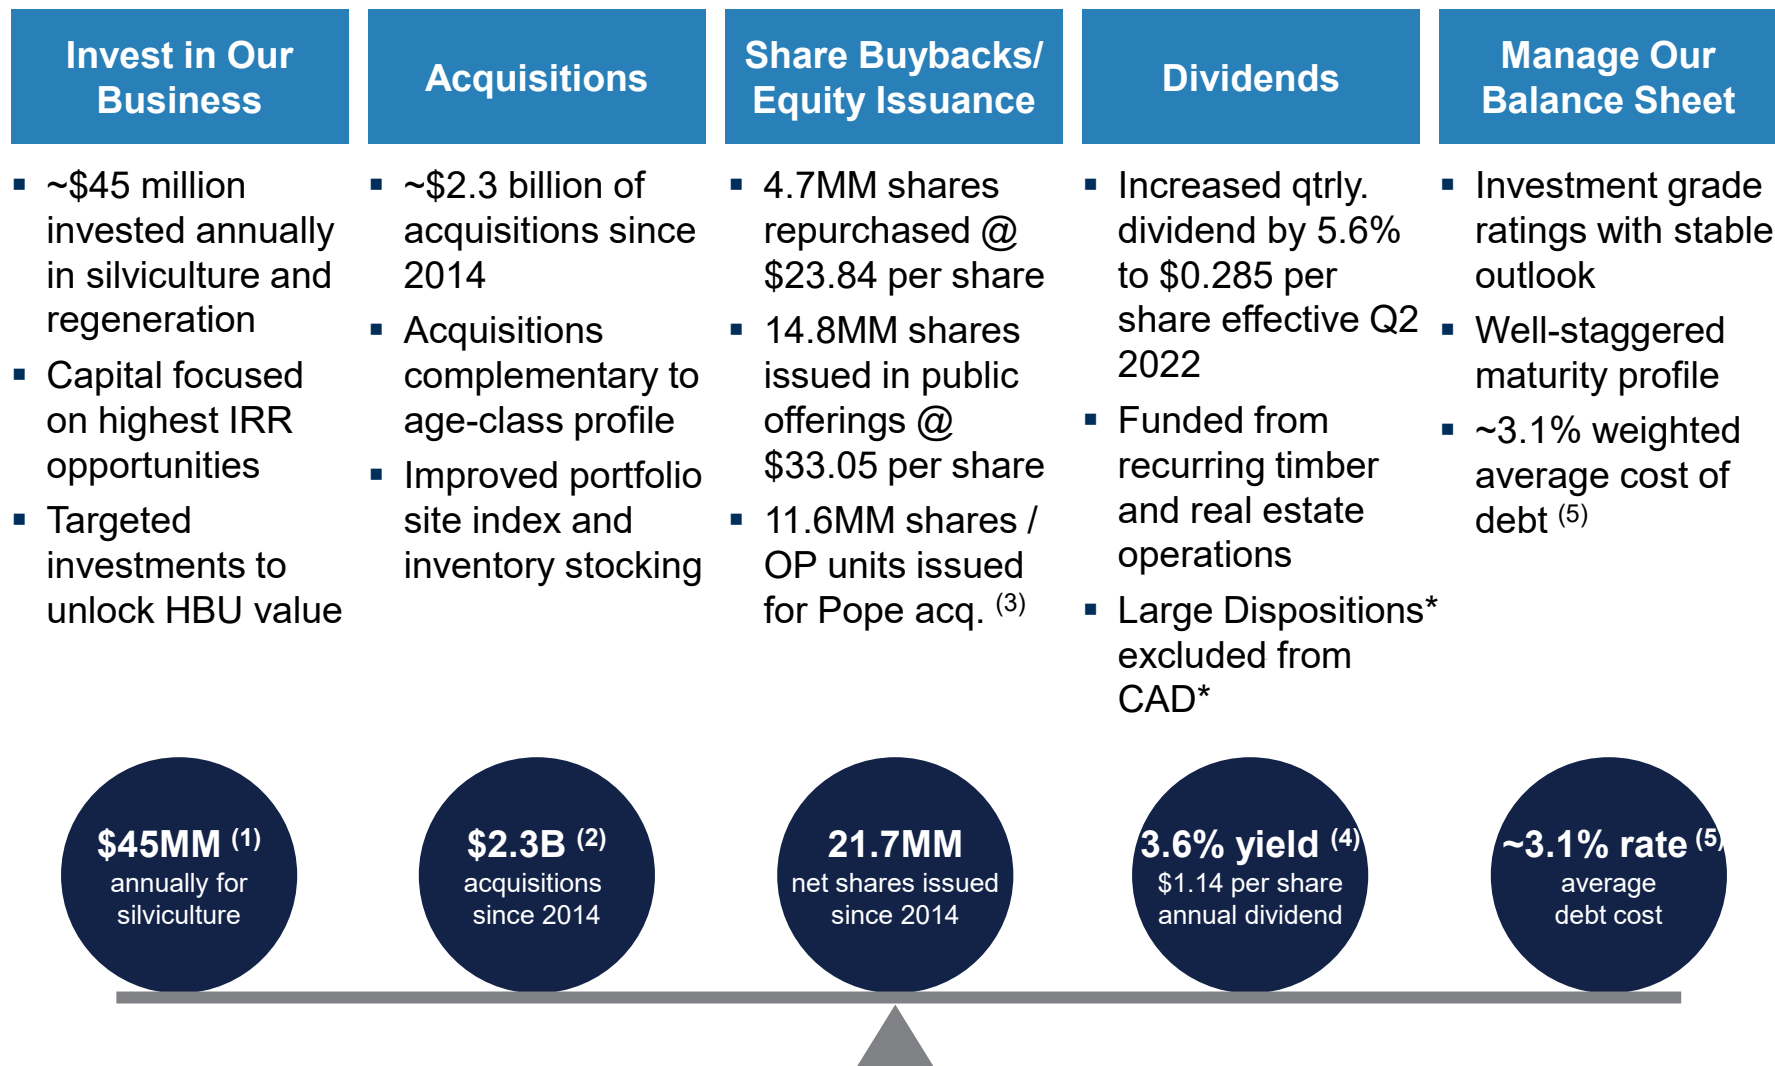 Invest in Our
Business
▪ ~$45 million
invested annually
in silviculture and
regeneration
▪ Capital focused
on highest IRR
opportunities
▪ Targeted
investments to
unlock HBU value
Acquisitions
▪ ~$2.3 billion of
acquisitions since
2014
▪ Acquisitions
complementary to
age-class profile
▪ Improved portfolio
site index and
inventory stocking
Share Buybacks/
Equity Issuance
▪ 4.7MM shares
repurchased @
$23.84 per share
▪ 14.8MM shares
issued in public
offerings @
$33.05 per share
▪ 11.6MM shares /
OP units issued
for Pope acq. (3)
Dividends
▪ Increased qtrly.
dividend by 5.6%
to $0.285 per
share effective Q2
2022
▪ Funded from
recurring timber
and real estate
operations
▪ Large Dispositions*
excluded from
CAD*
Manage Our
Balance Sheet
▪ Investment grade
ratings with stable
outlook
▪ Well-staggered
maturity profile
▪ ~3.1% weighted
average cost of
debt (5)
$45MM (1)
annually for
silviculture
$2.3B (2)
acquisitions
since 2014
21.7MM
net shares issued
since 2014
3.6% yield (4)
$1.14 per share
annual dividend
~3.1% rate (5)
average
debt cost